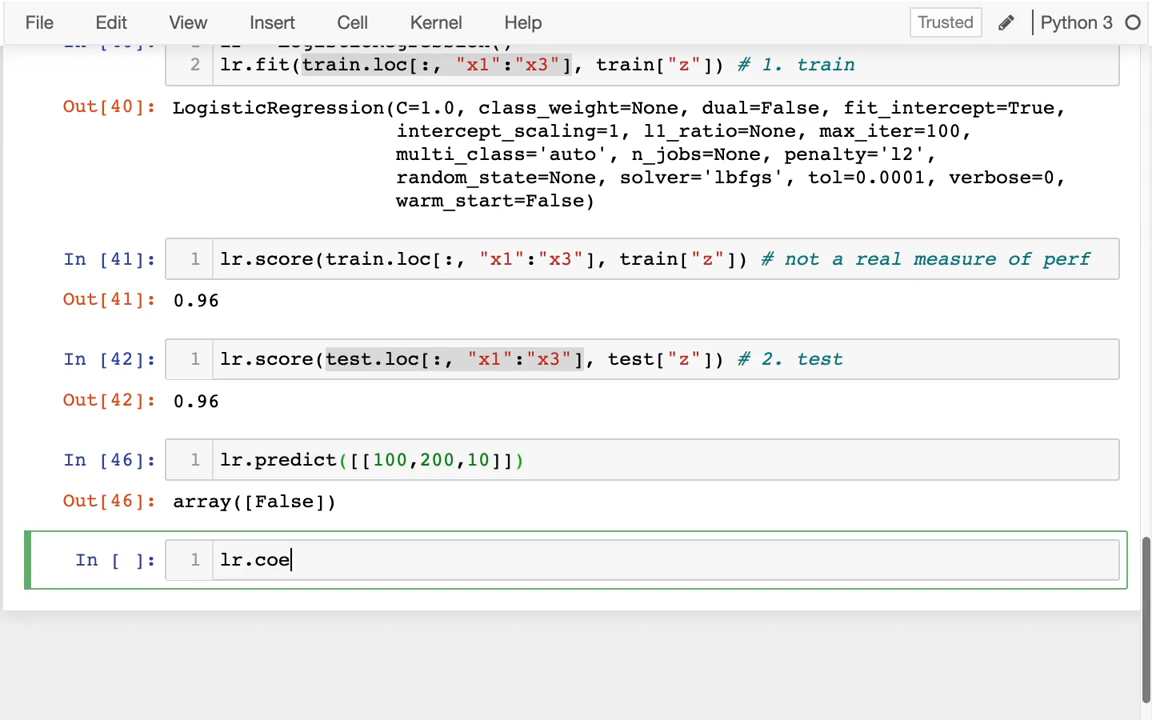 File Edit View Insert Cell Kernel Help Trusted Python 3
2 lr.fit(train.loc[:, "x1":"x3"], train["z"]) # 1. train
Out[40]: LogisticRegression(C=1.0, class_weight=None, dual=False, fit_intercept=True,
intercept_scaling=1, l1_ratio=None, max_iter=100,
multi_class='auto', n_jobs=None, penalty='l2',
random_state=None, solver='lbfgs', tol=0.0001, verbose=0,
warm_start=False)
In [41]: 1 lr.score(train.loc[:, "x1":"x3"], train["z"]) # not a real measure of perf
Out[41]: 0.96
In [42]: 1 lr.score(test.loc[:, "x1":"x3"], test["z"]) # 2. test
Out[42]: 0.96
In [46]: 1 lr.predict([[100,200,10]])
Out[46]: array([False])
In [ ]: 1 lr.coe